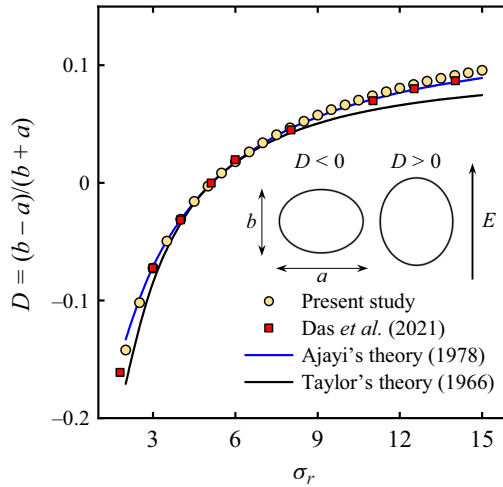 0.1
0
–0.1
–0.2
D = (b – a)/(b + a)
D < 0
D > 0
b
a
E
Present study
Das et al. (2021)
Ajayi's theory (1978)
Taylor's theory (1966)
3 6 9 12 15
σr